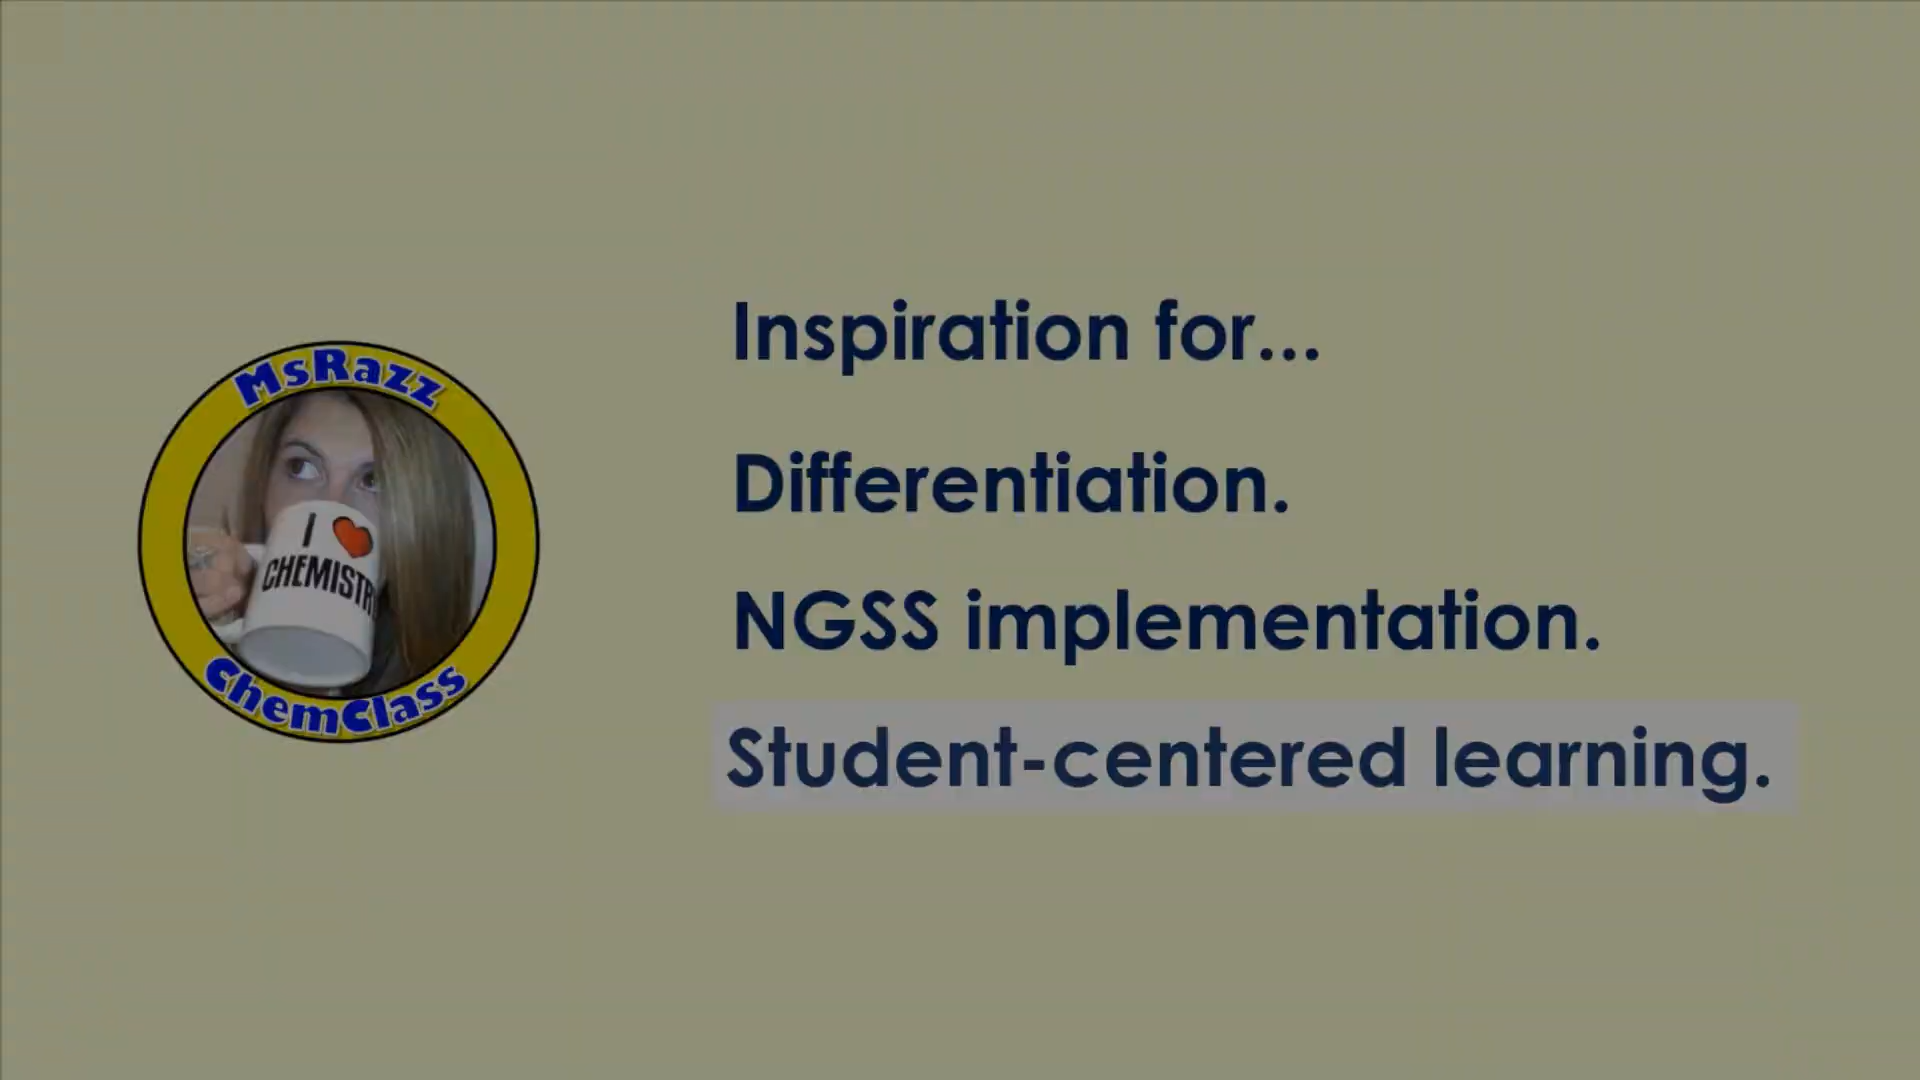 MsRazz
I
CHEMISTR
ChemClass
Inspiration for...
Differentiation.
NGSS implementation.
Student-centered learning.